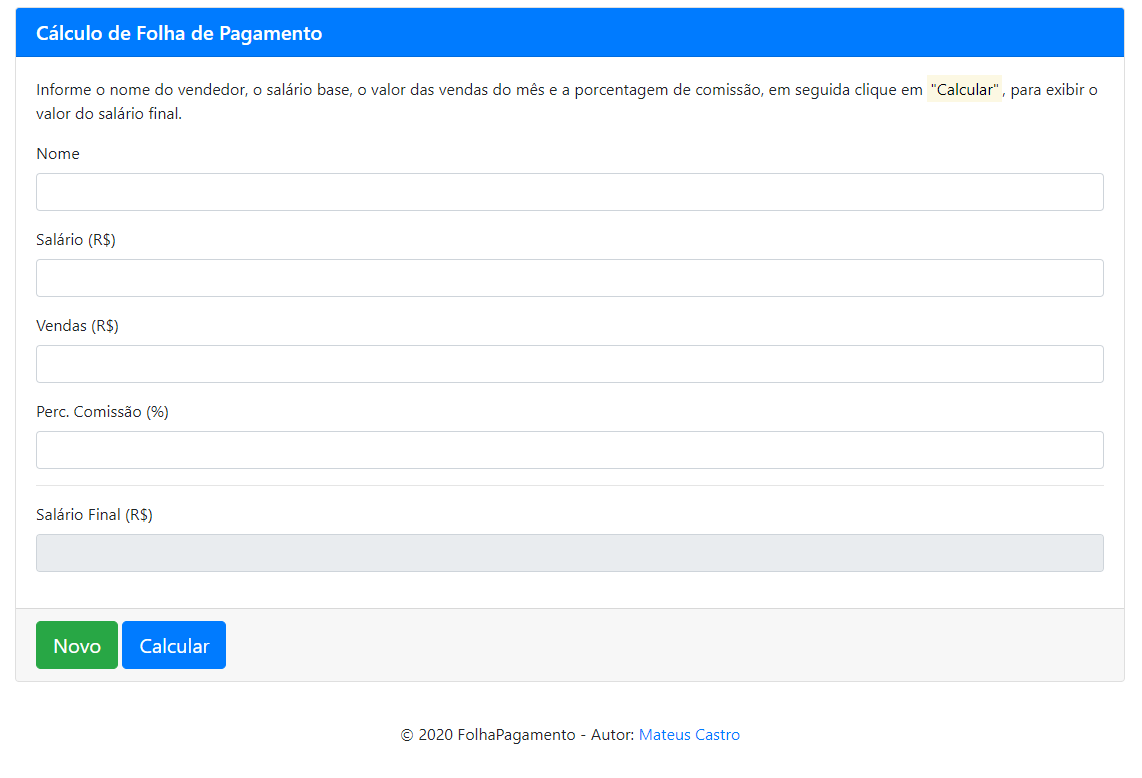 Cálculo de Folha de Pagamento
Informe o nome do vendedor, o salário base, o valor das vendas do mês e a porcentagem de comissão, em seguida clique em "Calcular", para exibir o
valor do salário final.
Nome
Salário (R$)
Vendas (R$)
Perc. Comissão (%)
Salário Final (R$)
Novo Calcular
© 2020 FolhaPagamento - Autor: Mateus Castro